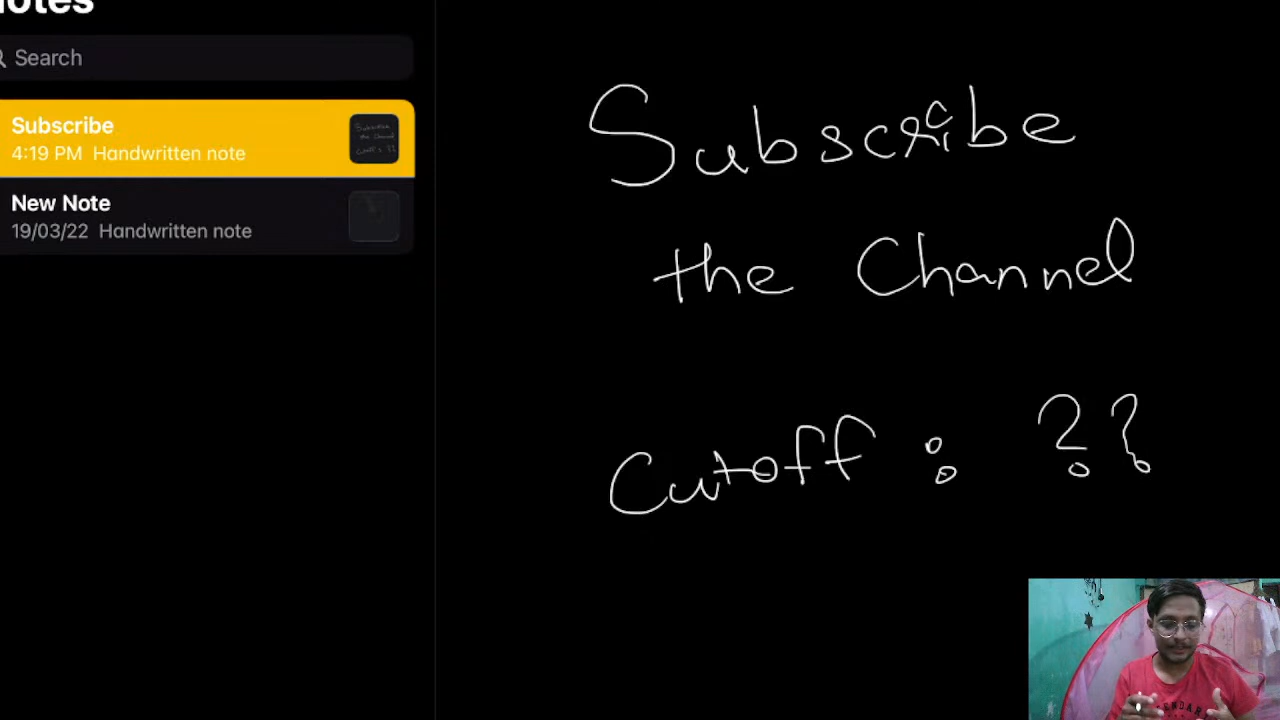 Notes
Search
Subscribe
4:19 PM Handwritten note
New Note
19/03/22 Handwritten note
Subscribe
the Channel
Cutoff : ??